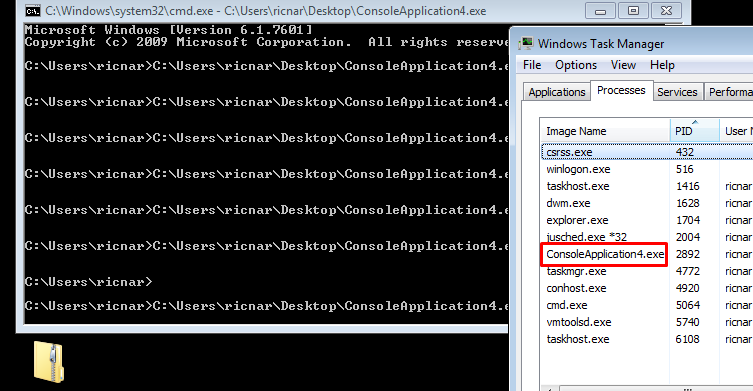 C:\Windows\system32\cmd.exe - C:\Users\ricnar\Desktop\ConsoleApplication4.exe
Microsoft Windows [Version 6.1.7601]
Copyright (c) 2009 Microsoft Corporation.  All rights
C:\Users\ricnar>C:\Users\ricnar\Desktop\ConsoleApplication4.e
C:\Users\ricnar>C:\Users\ricnar\Desktop\ConsoleApplication4.e
C:\Users\ricnar>C:\Users\ricnar\Desktop\ConsoleApplication4.e
C:\Users\ricnar>C:\Users\ricnar\Desktop\ConsoleApplication4.e
C:\Users\ricnar>C:\Users\ricnar\Desktop\ConsoleApplication4.e
C:\Users\ricnar>C:\Users\ricnar\Desktop\ConsoleApplication4.e
C:\Users\ricnar>
C:\Users\ricnar>C:\Users\ricnar\Desktop\ConsoleApplication4.e
Windows Task Manager
File Options View Help
Applications Processes Services Performa
Image Name PID User N
csrss.exe 432
winlogon.exe 516
taskhost.exe 1416 ricnar
dwm.exe 1628 ricnar
explorer.exe 1704 ricnar
jusched.exe *32 2004 ricnar
ConsoleApplication4.exe 2892 ricnar
taskmgr.exe 4772 ricnar
conhost.exe 4920 ricnar
cmd.exe 5064 ricnar
vmtoolsd.exe 5740 ricnar
taskhost.exe 6108 ricnar